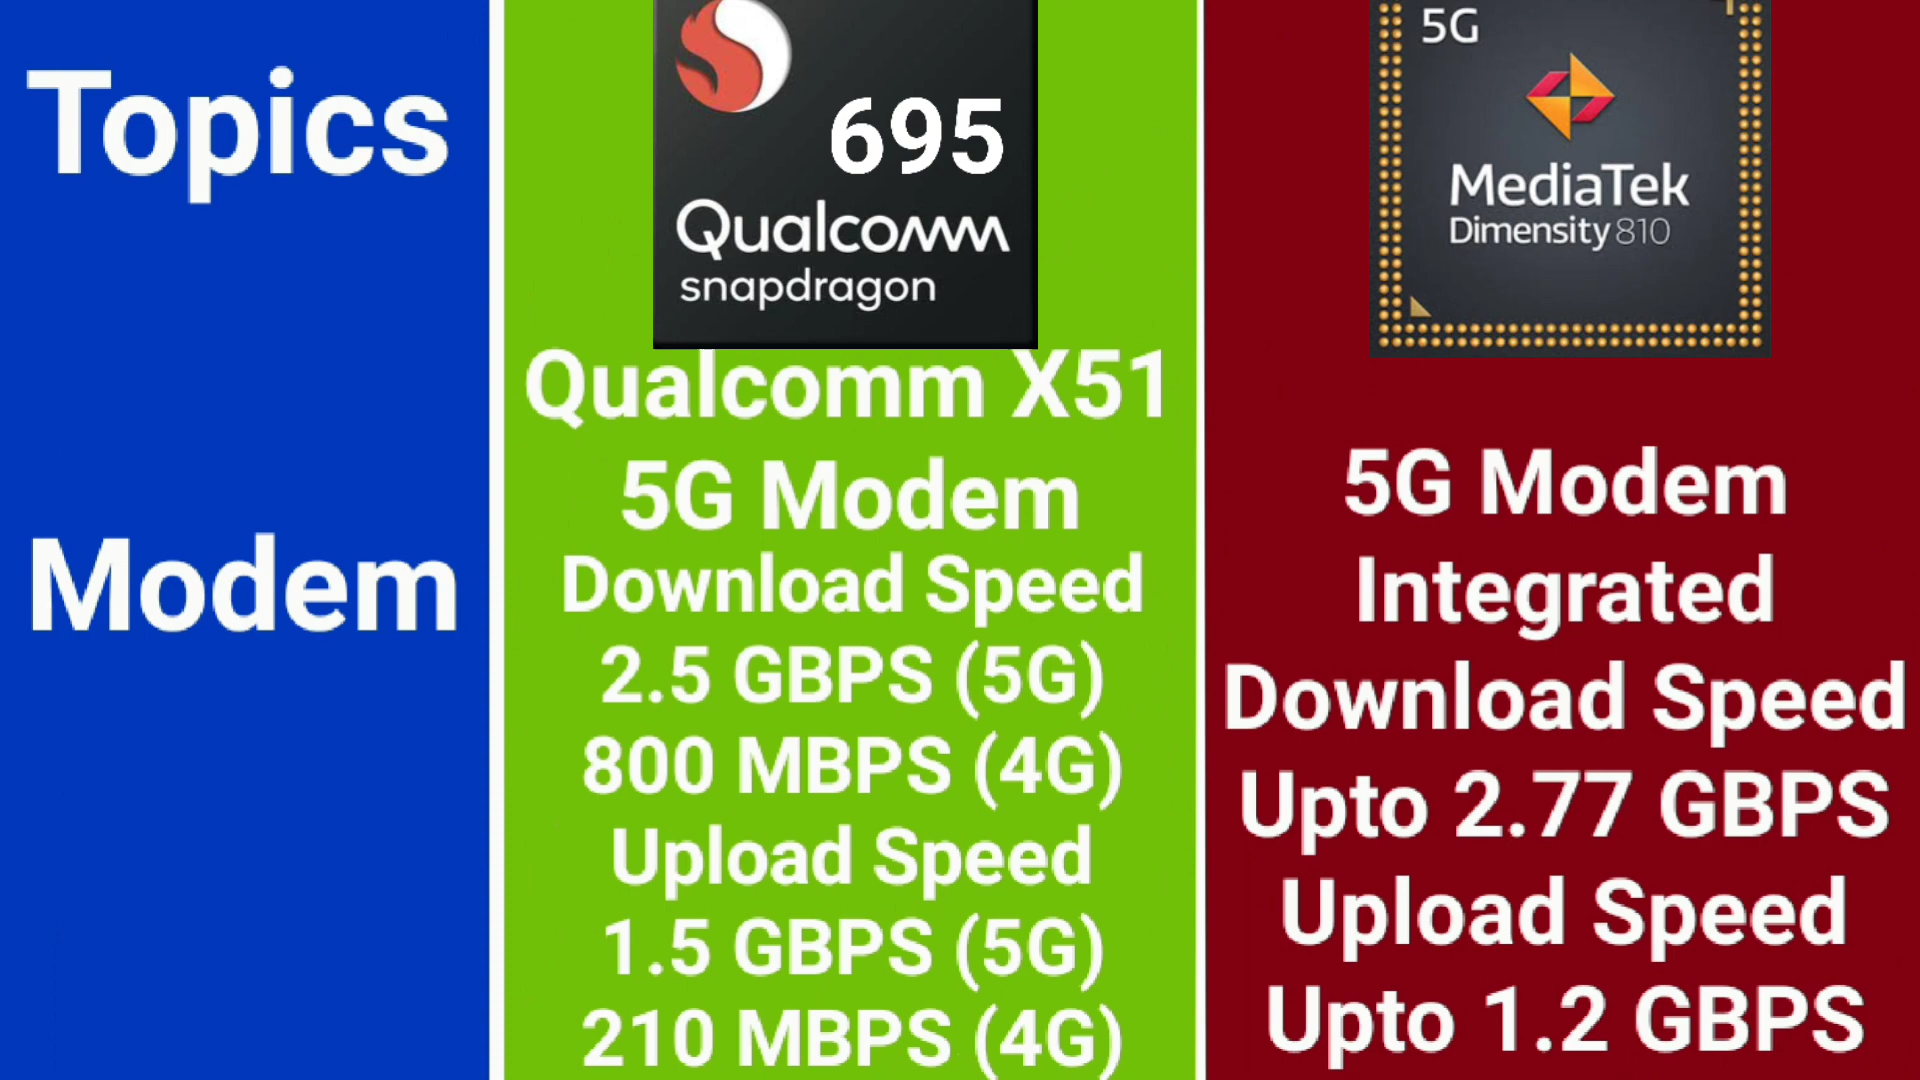 Topics
695
Qualcomm
snapdragon
5G
MediaTek
Dimensity 810
Modem
Qualcomm X51
5G Modem
Download Speed
2.5 GBPS (5G)
800 MBPS (4G)
Upload Speed
1.5 GBPS (5G)
210 MBPS (4G)
5G Modem
Integrated
Download Speed
Upto 2.77 GBPS
Upload Speed
Upto 1.2 GBPS